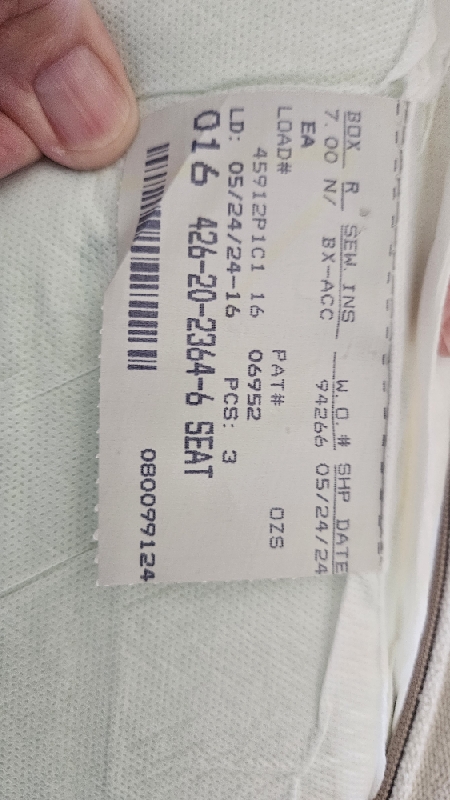 BOX R SEW INS W.O.# SHP DATE
7.00 N/ BX-ACC 94266 05/24/24
EA
LOAD# PAT# OZS
45912P1C1 16 06952
LD: 05/24/24-16 PCS: 3
016 426-20-2364-6 SEAT
080099124